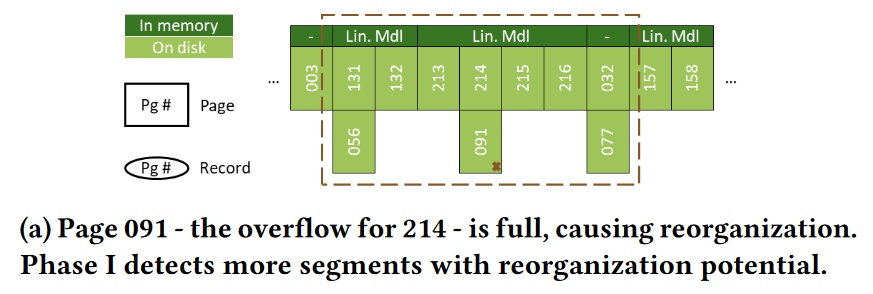 In memory
On disk
Pg # Page
Pg # Record
- Lin. Mdl Lin. Mdl - Lin. Mdl
... 003 131 132 213 214 215 216 032 157 158 ...
056 091 077
(a) Page 091 - the overflow for 214 - is full, causing reorganization.
Phase I detects more segments with reorganization potential.